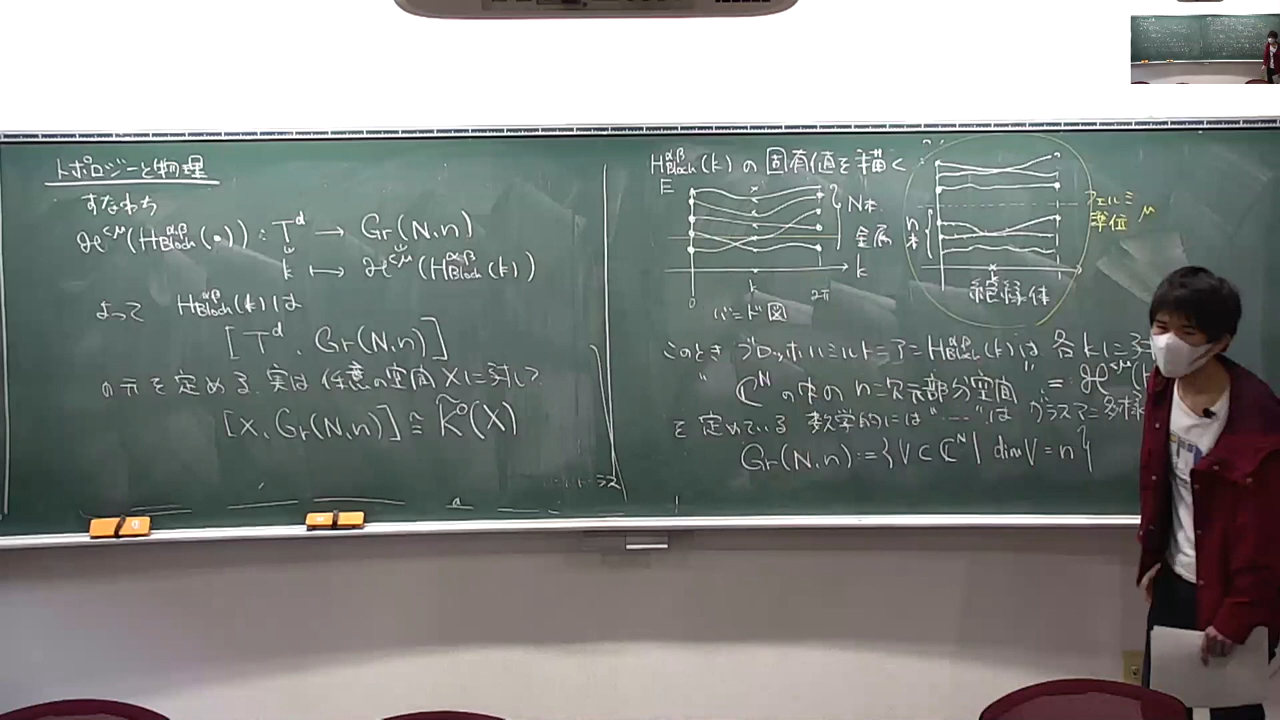 トポロジーと物理
すなわち
ℋ^{<μ}(H^{αβ}_{Bloch}(•)) : T^d → Gr(N,n)
k ↦ ℋ^{<μ}(H^{αβ}_{Bloch}(k))
よって H^{αβ}_{Bloch}(k)は
[T^d, Gr(N,n)]
の元を定める. 実は任意の空間Xに対して
[X, Gr(N,n)] ≅ K̃^0(X)
H^{αβ}_{Bloch}(k)の固有値を描く
E
N本
金属
k
0
k
2π
バンド図
n本
k
絶縁体
フェルミ
準位 μ
このとき ブロッホハミルトニアン H^{αβ}_{Bloch}(k)は 各kに対
"ℂ^Nの中のn次元部分空間" = ℋ^{<μ}(
を定めている. 数学的には "……"は グラスマン多様
Gr(N,n) := {V ⊂ ℂ^N | dim V = n}